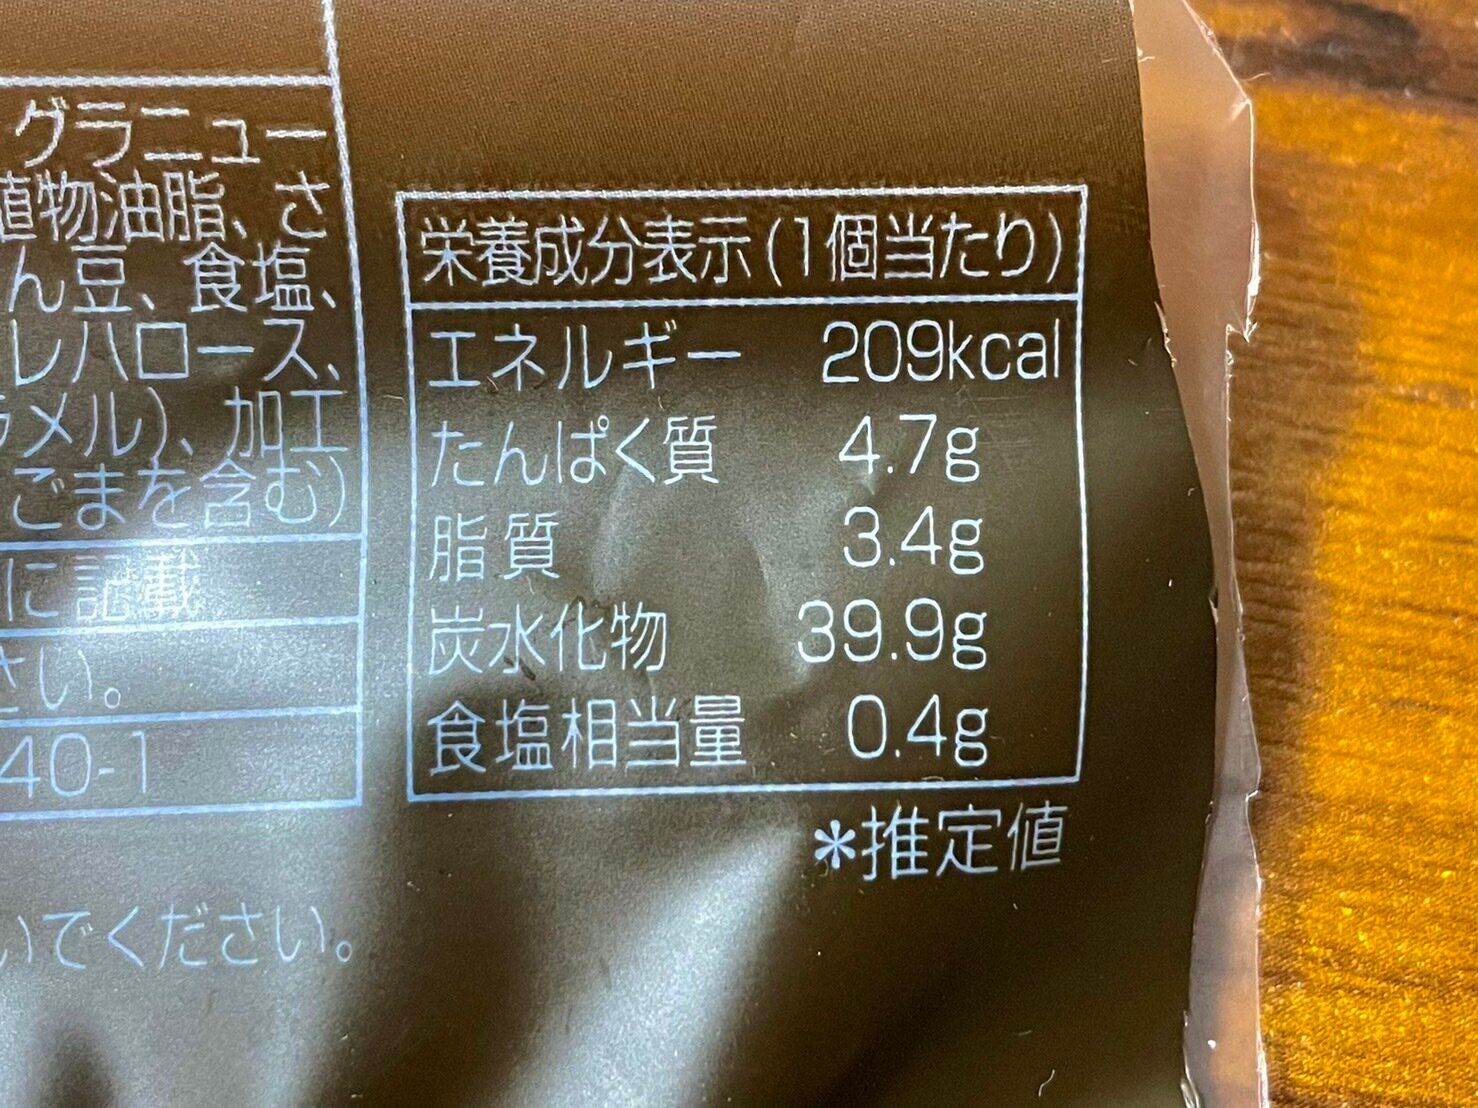 グラニュー
植物油脂、さ
ん豆、食塩、
レハロース、
ラメル)、加工
ごまを含む)
に記載
さい。
40-1
いでください。
栄養成分表示(1個当たり)
エネルギー 209kcal
たんぱく質 4.7g
脂質 3.4g
炭水化物 39.9g
食塩相当量 0.4g
*推定値